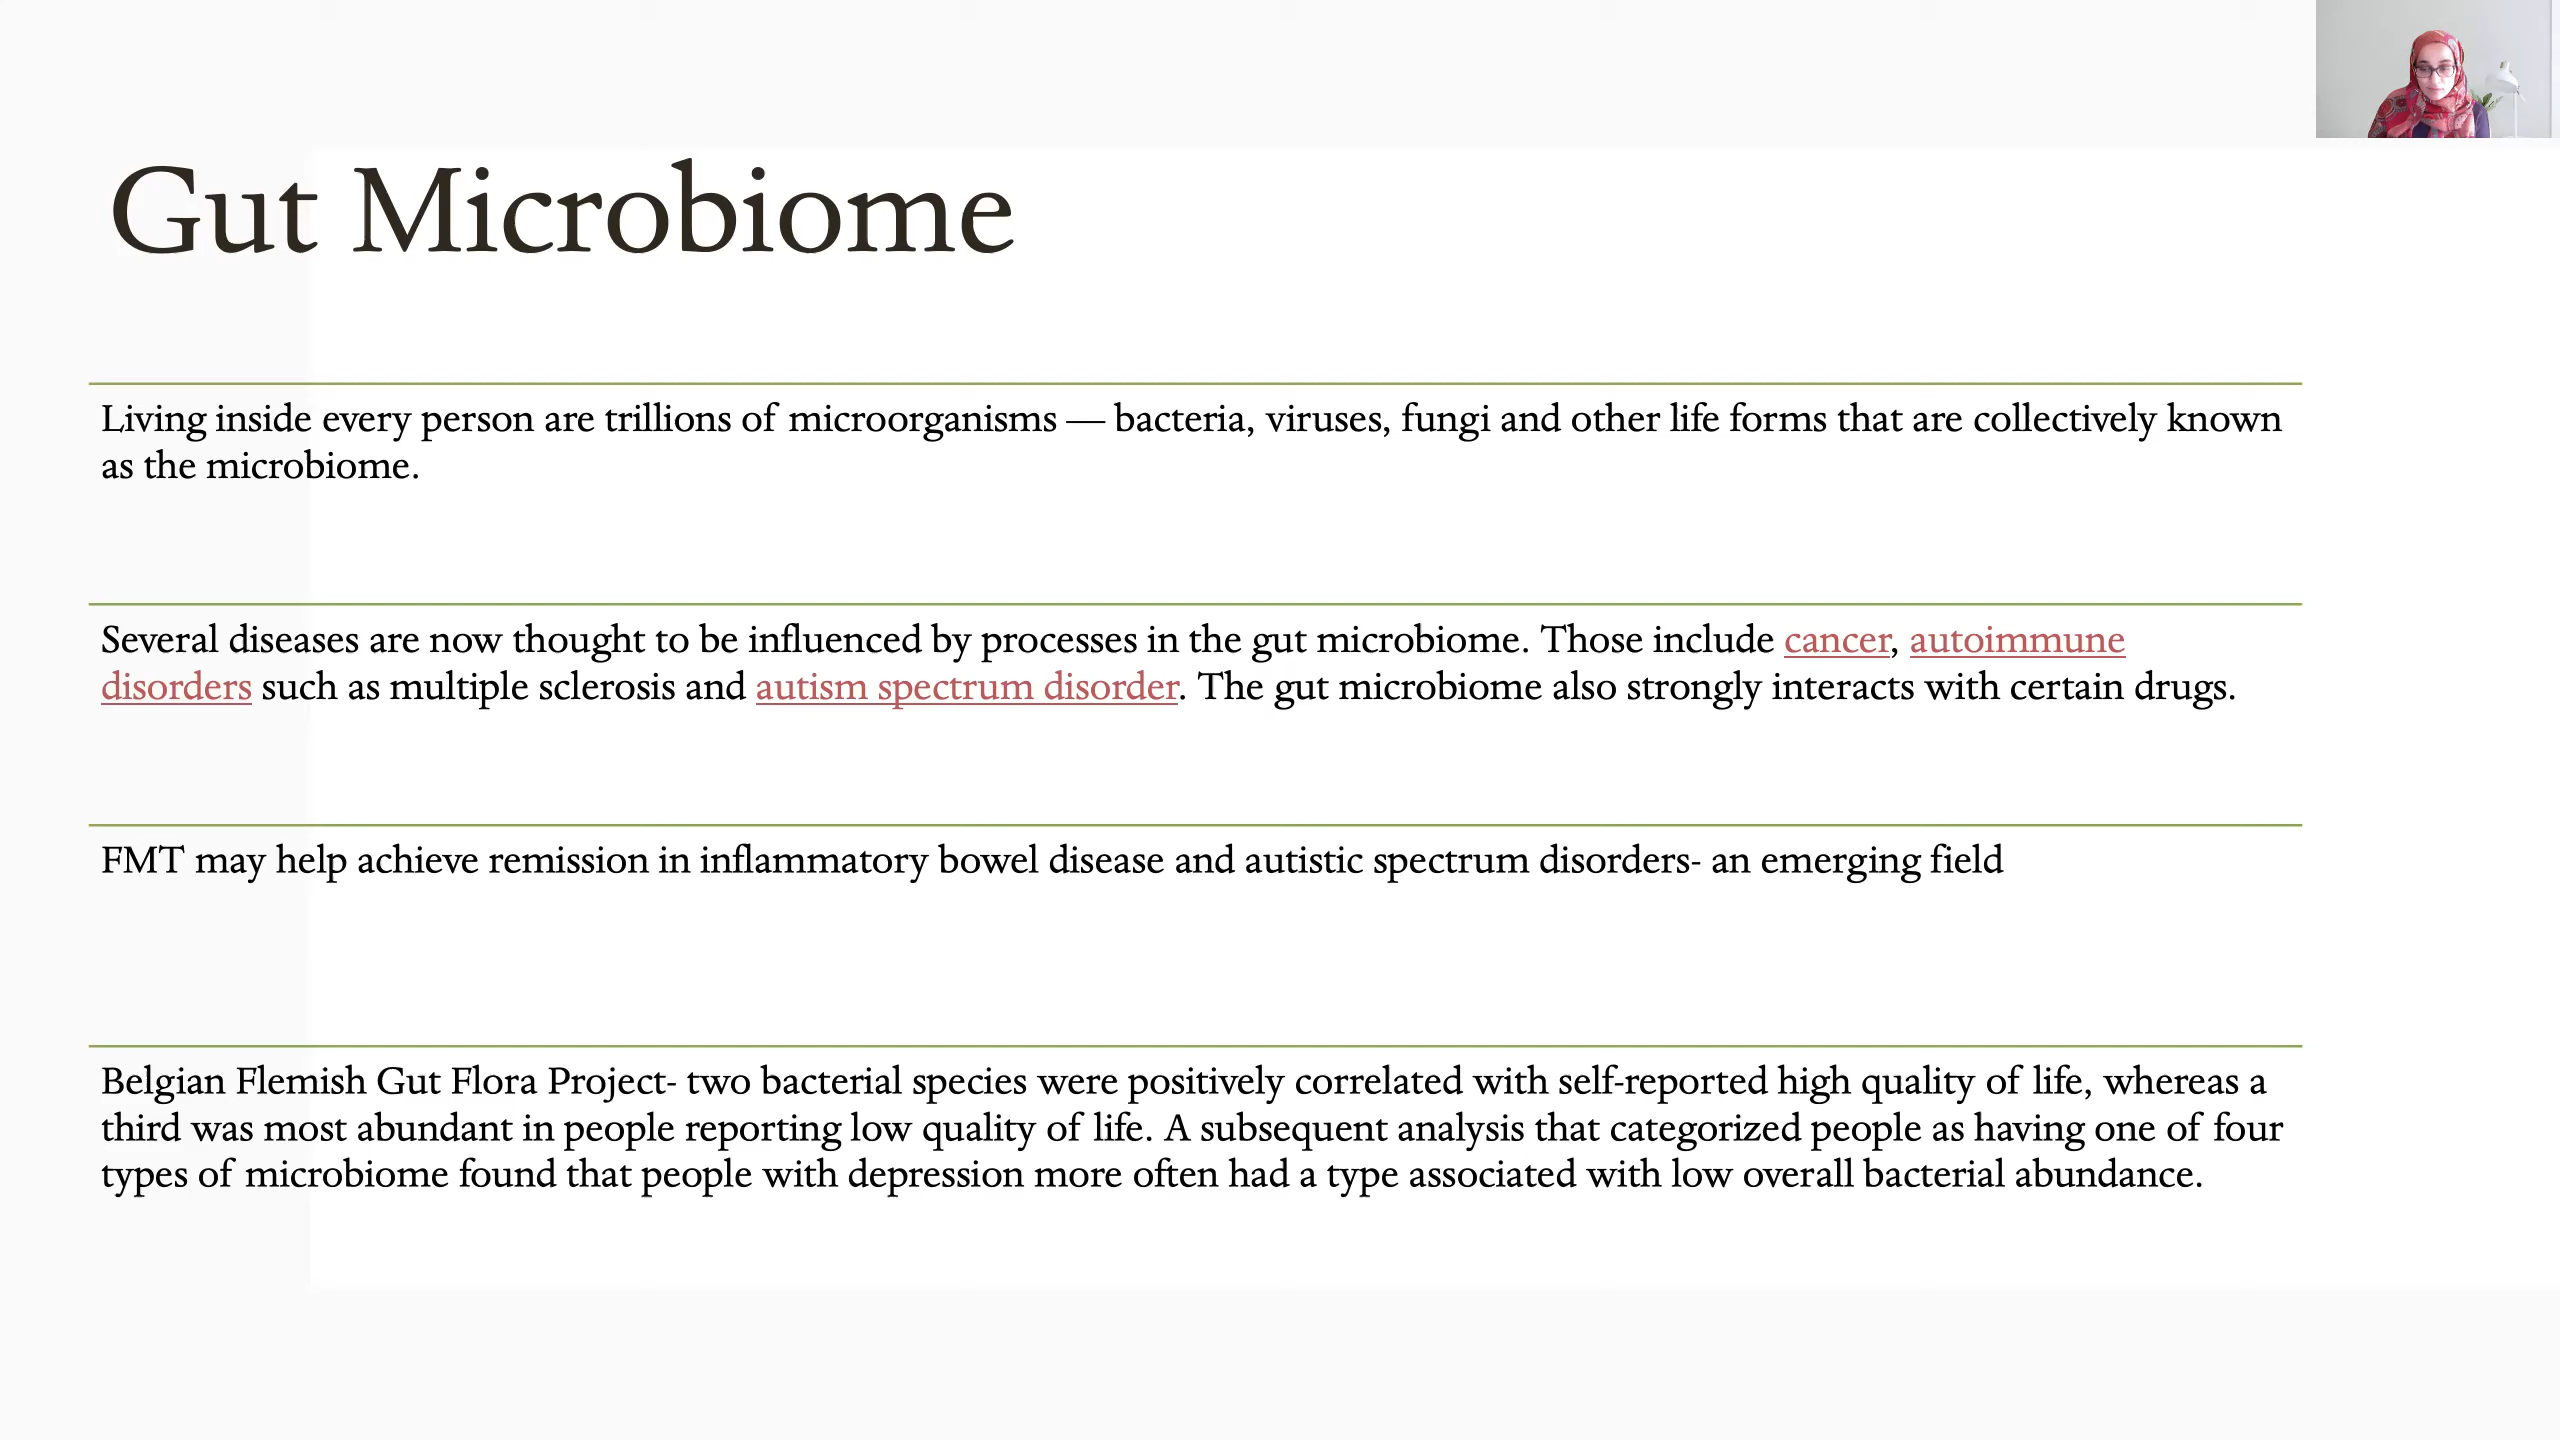 Gut Microbiome
Living inside every person are trillions of microorganisms — bacteria, viruses, fungi and other life forms that are collectively known
as the microbiome.
Several diseases are now thought to be influenced by processes in the gut microbiome. Those include cancer, autoimmune
disorders such as multiple sclerosis and autism spectrum disorder. The gut microbiome also strongly interacts with certain drugs.
FMT may help achieve remission in inflammatory bowel disease and autistic spectrum disorders- an emerging field
Belgian Flemish Gut Flora Project- two bacterial species were positively correlated with self-reported high quality of life, whereas a
third was most abundant in people reporting low quality of life. A subsequent analysis that categorized people as having one of four
types of microbiome found that people with depression more often had a type associated with low overall bacterial abundance.